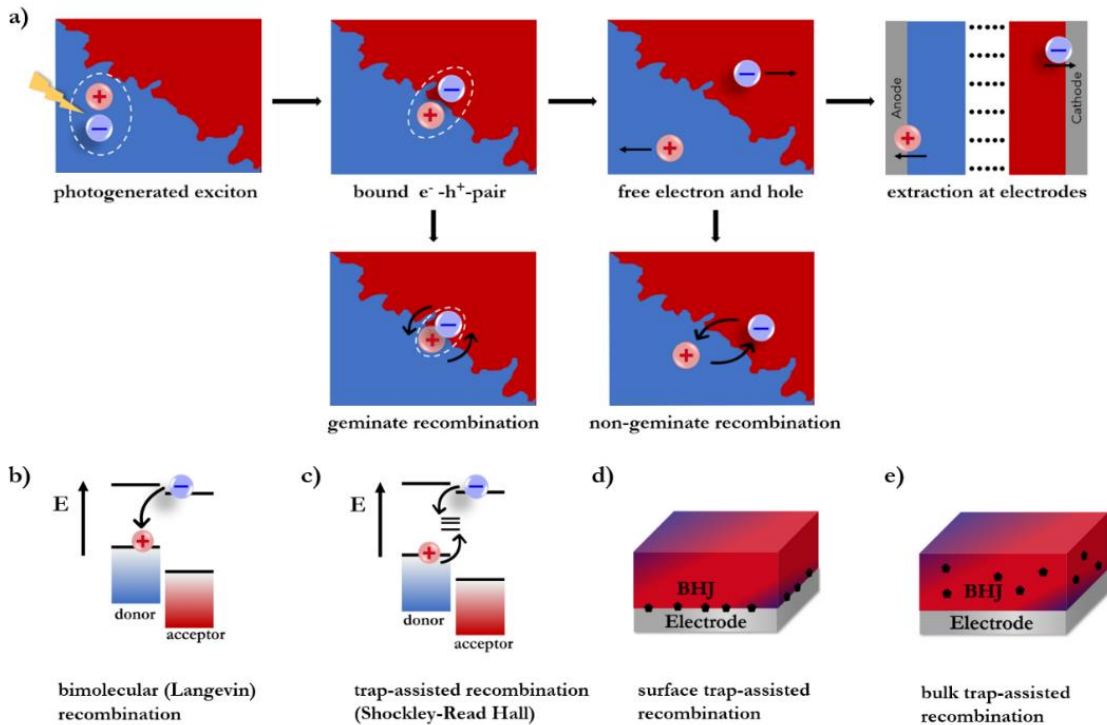 a)
+
−
photogenerated exciton
−
+
bound e⁻ -h⁺-pair
−
+
free electron and hole
Anode
+
−
Cathode
extraction at electrodes
−
+
geminate recombination
−
+
non-geminate recombination
b)
E
−
+
donor
acceptor
bimolecular (Langevin)
recombination
c)
E
−
+
donor
acceptor
trap-assisted recombination
(Shockley-Read Hall)
d)
BHJ
Electrode
surface trap-assisted
recombination
e)
BHJ
Electrode
bulk trap-assisted
recombination